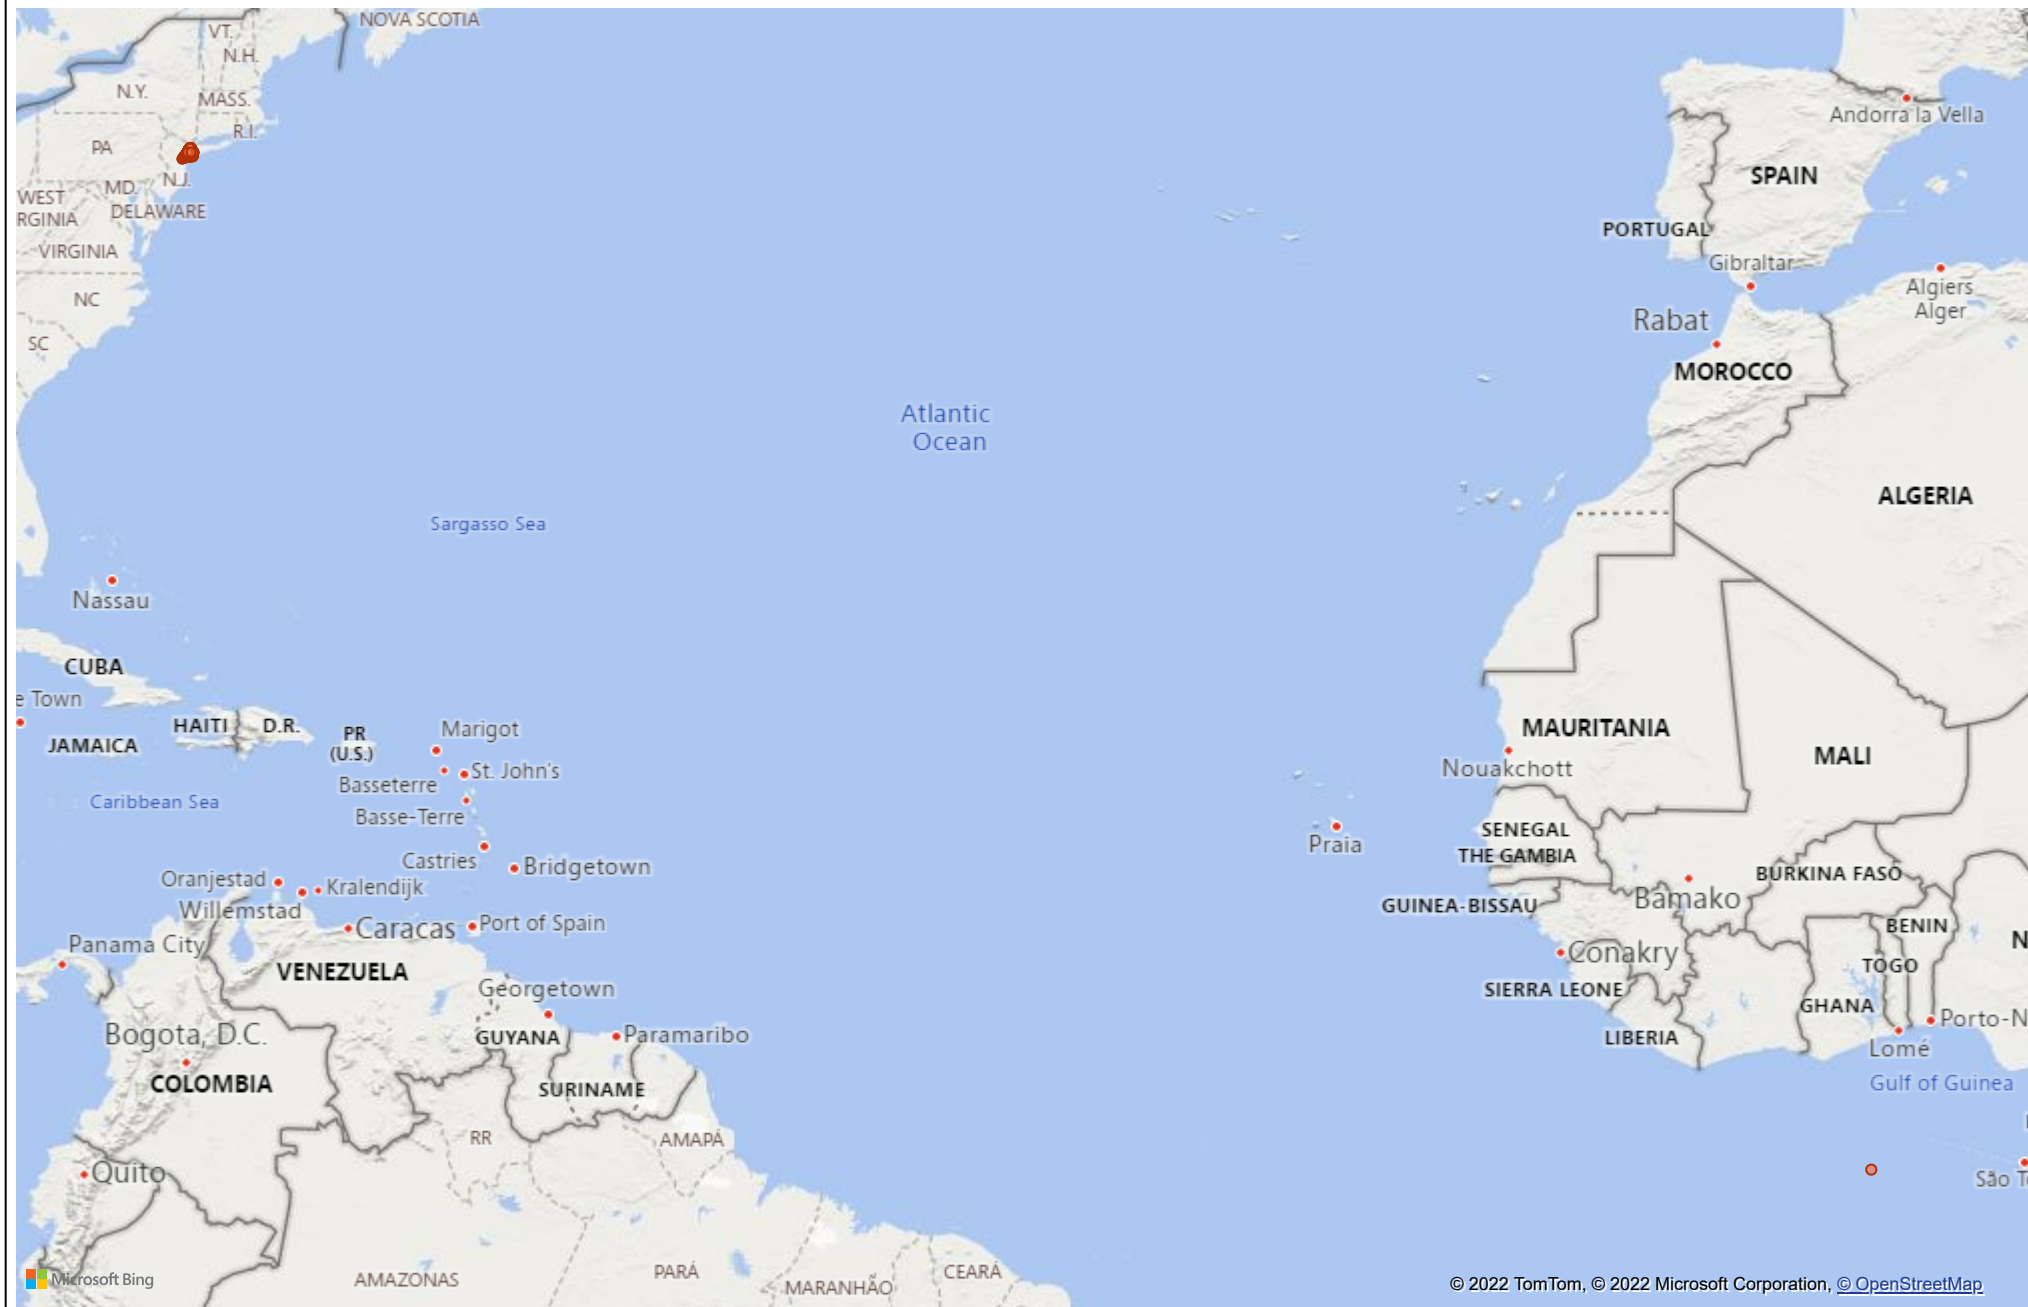 NOVA SCOTIA
VT.
N.H.
N.Y.
MASS.
R.I.
PA
N.J.
MD.
WEST
RGINIA
DELAWARE
VIRGINIA
NC
SC
Andorra la Vella
SPAIN
PORTUGAL
Gibraltar
Algiers
Alger
Rabat
MOROCCO
Atlantic
Ocean
ALGERIA
Sargasso Sea
Nassau
CUBA
e Town
HAITI
D.R.
PR
(U.S.)
JAMAICA
Marigot
St. John's
Basseterre
Caribbean Sea
Basse-Terre
Castries
Bridgetown
Oranjestad
Kralendijk
Willemstad
Caracas
Port of Spain
Panama City
VENEZUELA
Georgetown
Bogota, D.C.
GUYANA
Paramaribo
COLOMBIA
SURINAME
RR
AMAPÁ
Quito
MAURITANIA
MALI
Nouakchott
Praia
SENEGAL
THE GAMBIA
BURKINA FASO
GUINEA-BISSAU
Bamako
BENIN
N
Conakry
TOGO
SIERRA LEONE
GHANA
LIBERIA
Porto-N
Lomé
Gulf of Guinea
São T
Microsoft Bing
AMAZONAS
PARÁ
MARANHÃO
CEARÁ
© 2022 TomTom, © 2022 Microsoft Corporation, © OpenStreetMap